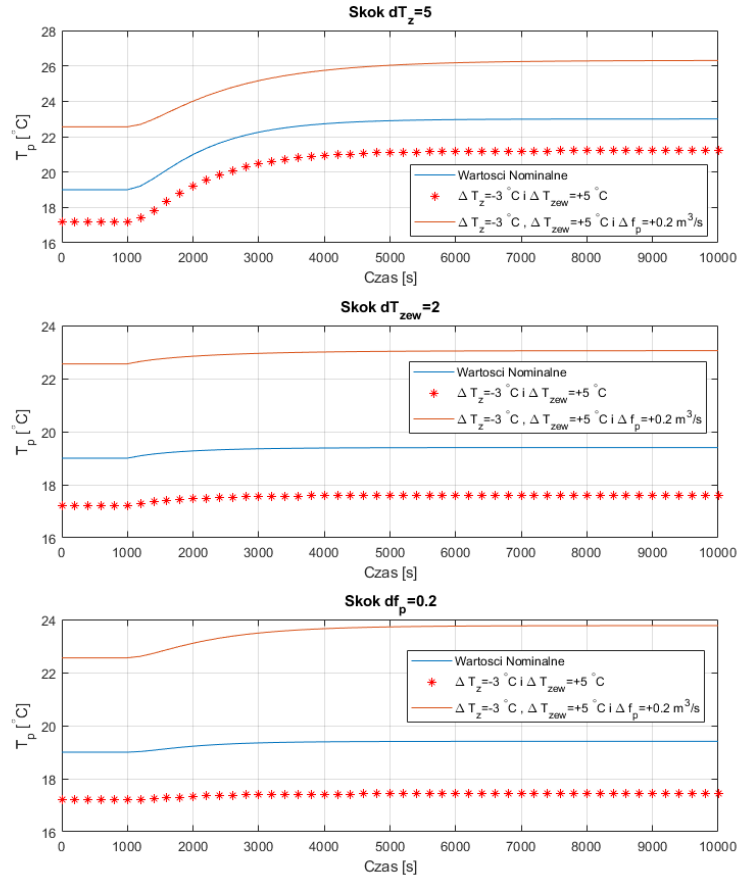 Skok dT_z=5
28
26
24
22
20
18
16
T_p [°C]
Wartosci Nominalne
Δ T_z=-3 °C i Δ T_zew=+5 °C
Δ T_z=-3 °C , Δ T_zew=+5 °C i Δ f_p=+0.2 m^3/s
0 1000 2000 3000 4000 5000 6000 7000 8000 9000 10000
Czas [s]
Skok dT_zew=2
24
22
20
18
16
T_p [°C]
Wartosci Nominalne
Δ T_z=-3 °C i Δ T_zew=+5 °C
Δ T_z=-3 °C , Δ T_zew=+5 °C i Δ f_p=+0.2 m^3/s
0 1000 2000 3000 4000 5000 6000 7000 8000 9000 10000
Czas [s]
Skok df_p=0.2
24
22
20
18
16
T_p [°C]
Wartosci Nominalne
Δ T_z=-3 °C i Δ T_zew=+5 °C
Δ T_z=-3 °C , Δ T_zew=+5 °C i Δ f_p=+0.2 m^3/s
0 1000 2000 3000 4000 5000 6000 7000 8000 9000 10000
Czas [s]